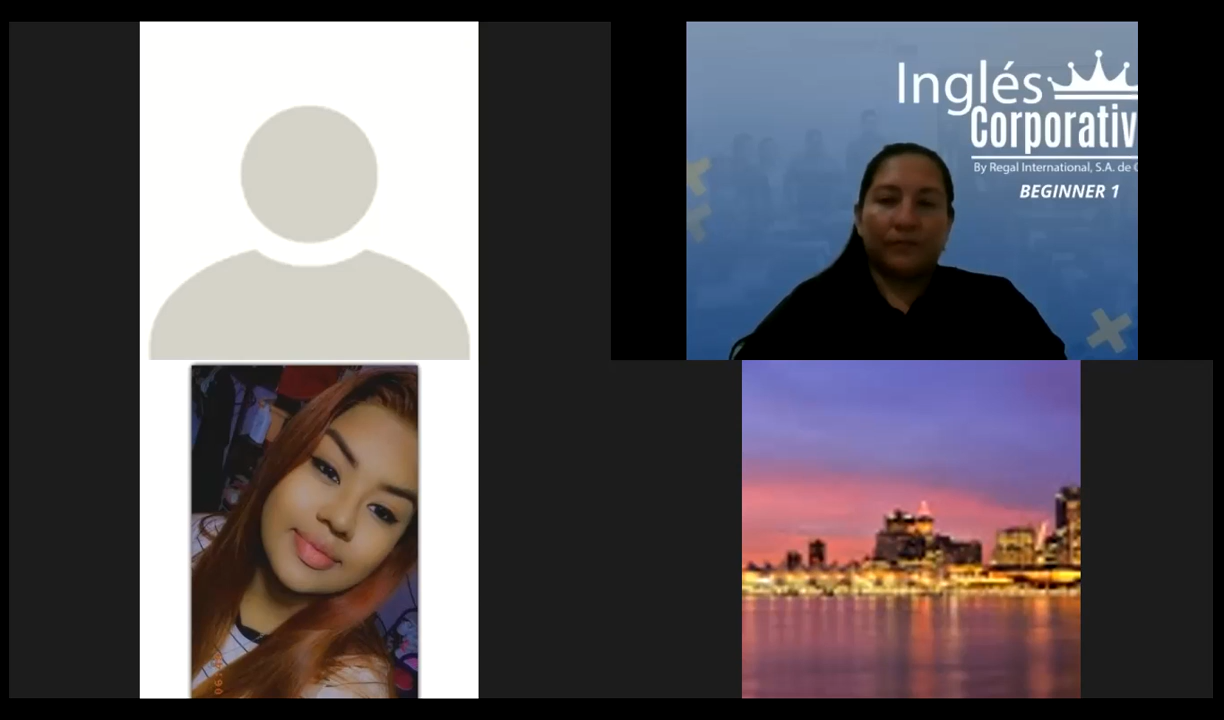 Inglés
Corporativ
By Regal International, S.A. de C
BEGINNER 1